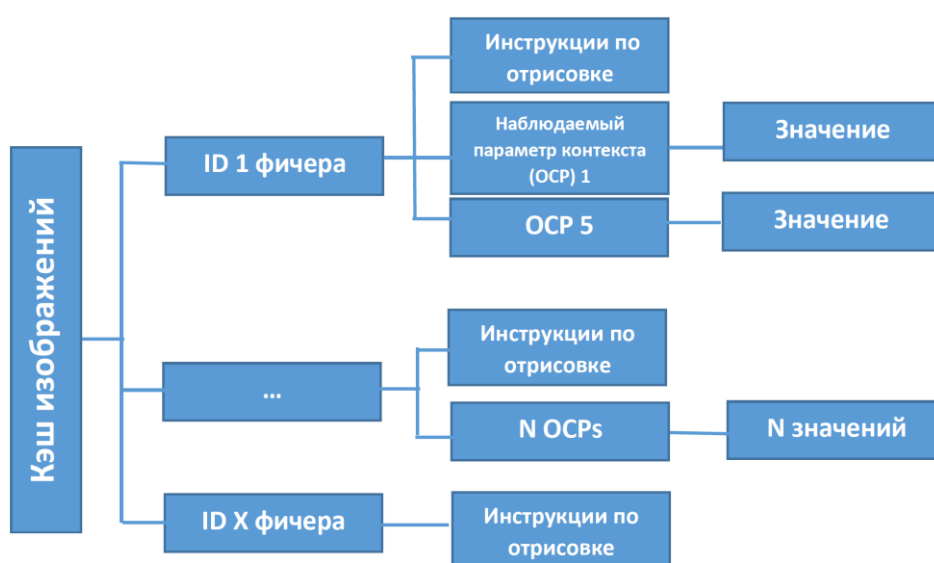 Кэш изображений
ID 1 фичера
Инструкции по
отрисовке
Наблюдаемый
параметр контекста
(OCP) 1
Значение
OCP 5
Значение
...
Инструкции по
отрисовке
N OCPs
N значений
ID X фичера
Инструкции по
отрисовке